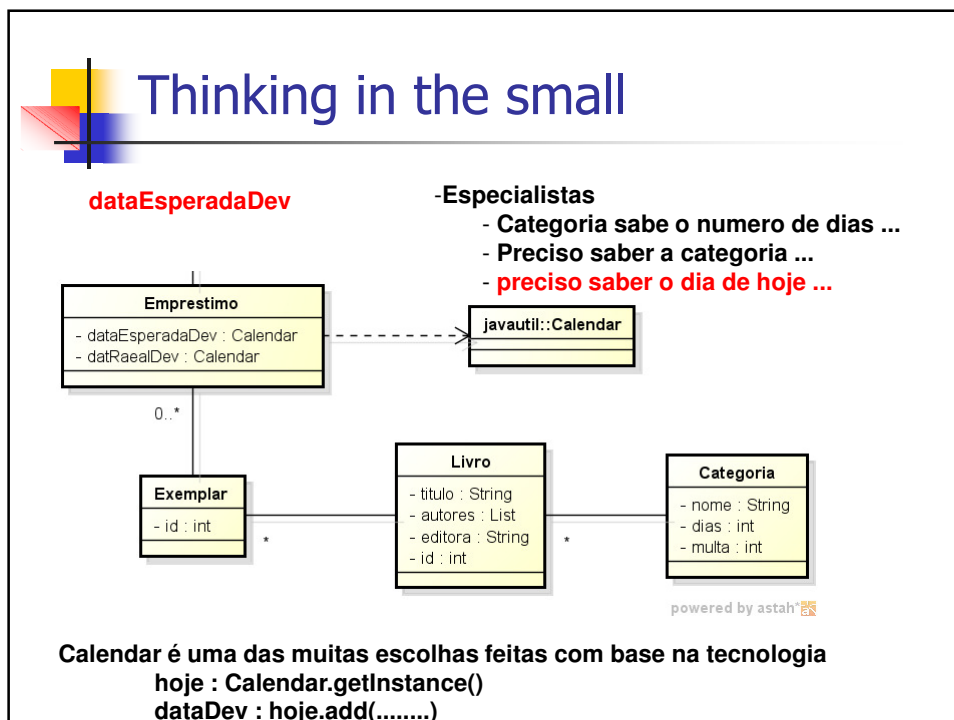 Thinking in the small
dataEsperadaDev
-Especialistas
- Categoria sabe o numero de dias ...
- Preciso saber a categoria ...
- preciso saber o dia de hoje ...
Emprestimo
- dataEsperadaDev : Calendar
- datRaealDev : Calendar
javautil::Calendar
0..*
Exemplar
- id : int
*
Livro
- titulo : String
- autores : List
- editora : String
- id : int
*
Categoria
- nome : String
- dias : int
- multa : int
powered by astah*
Calendar é uma das muitas escolhas feitas com base na tecnologia
hoje : Calendar.getInstance()
dataDev : hoje.add(........)